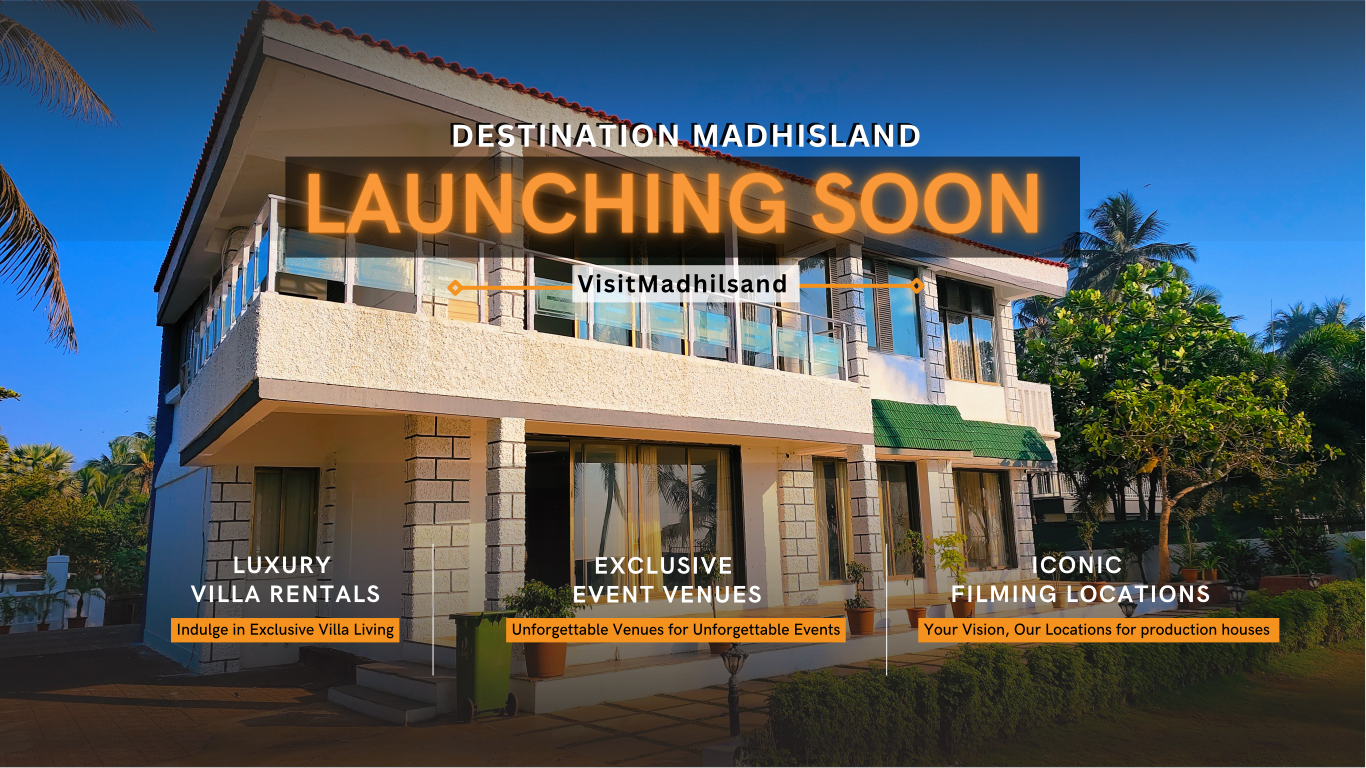 DESTINATION MADHISLAND
LAUNCHING SOON
VisitMadhilsand
LUXURY
VILLA RENTALS
Indulge in Exclusive Villa Living
EXCLUSIVE
EVENT VENUES
Unforgettable Venues for Unforgettable Events
ICONIC
FILMING LOCATIONS
Your Vision, Our Locations for production houses